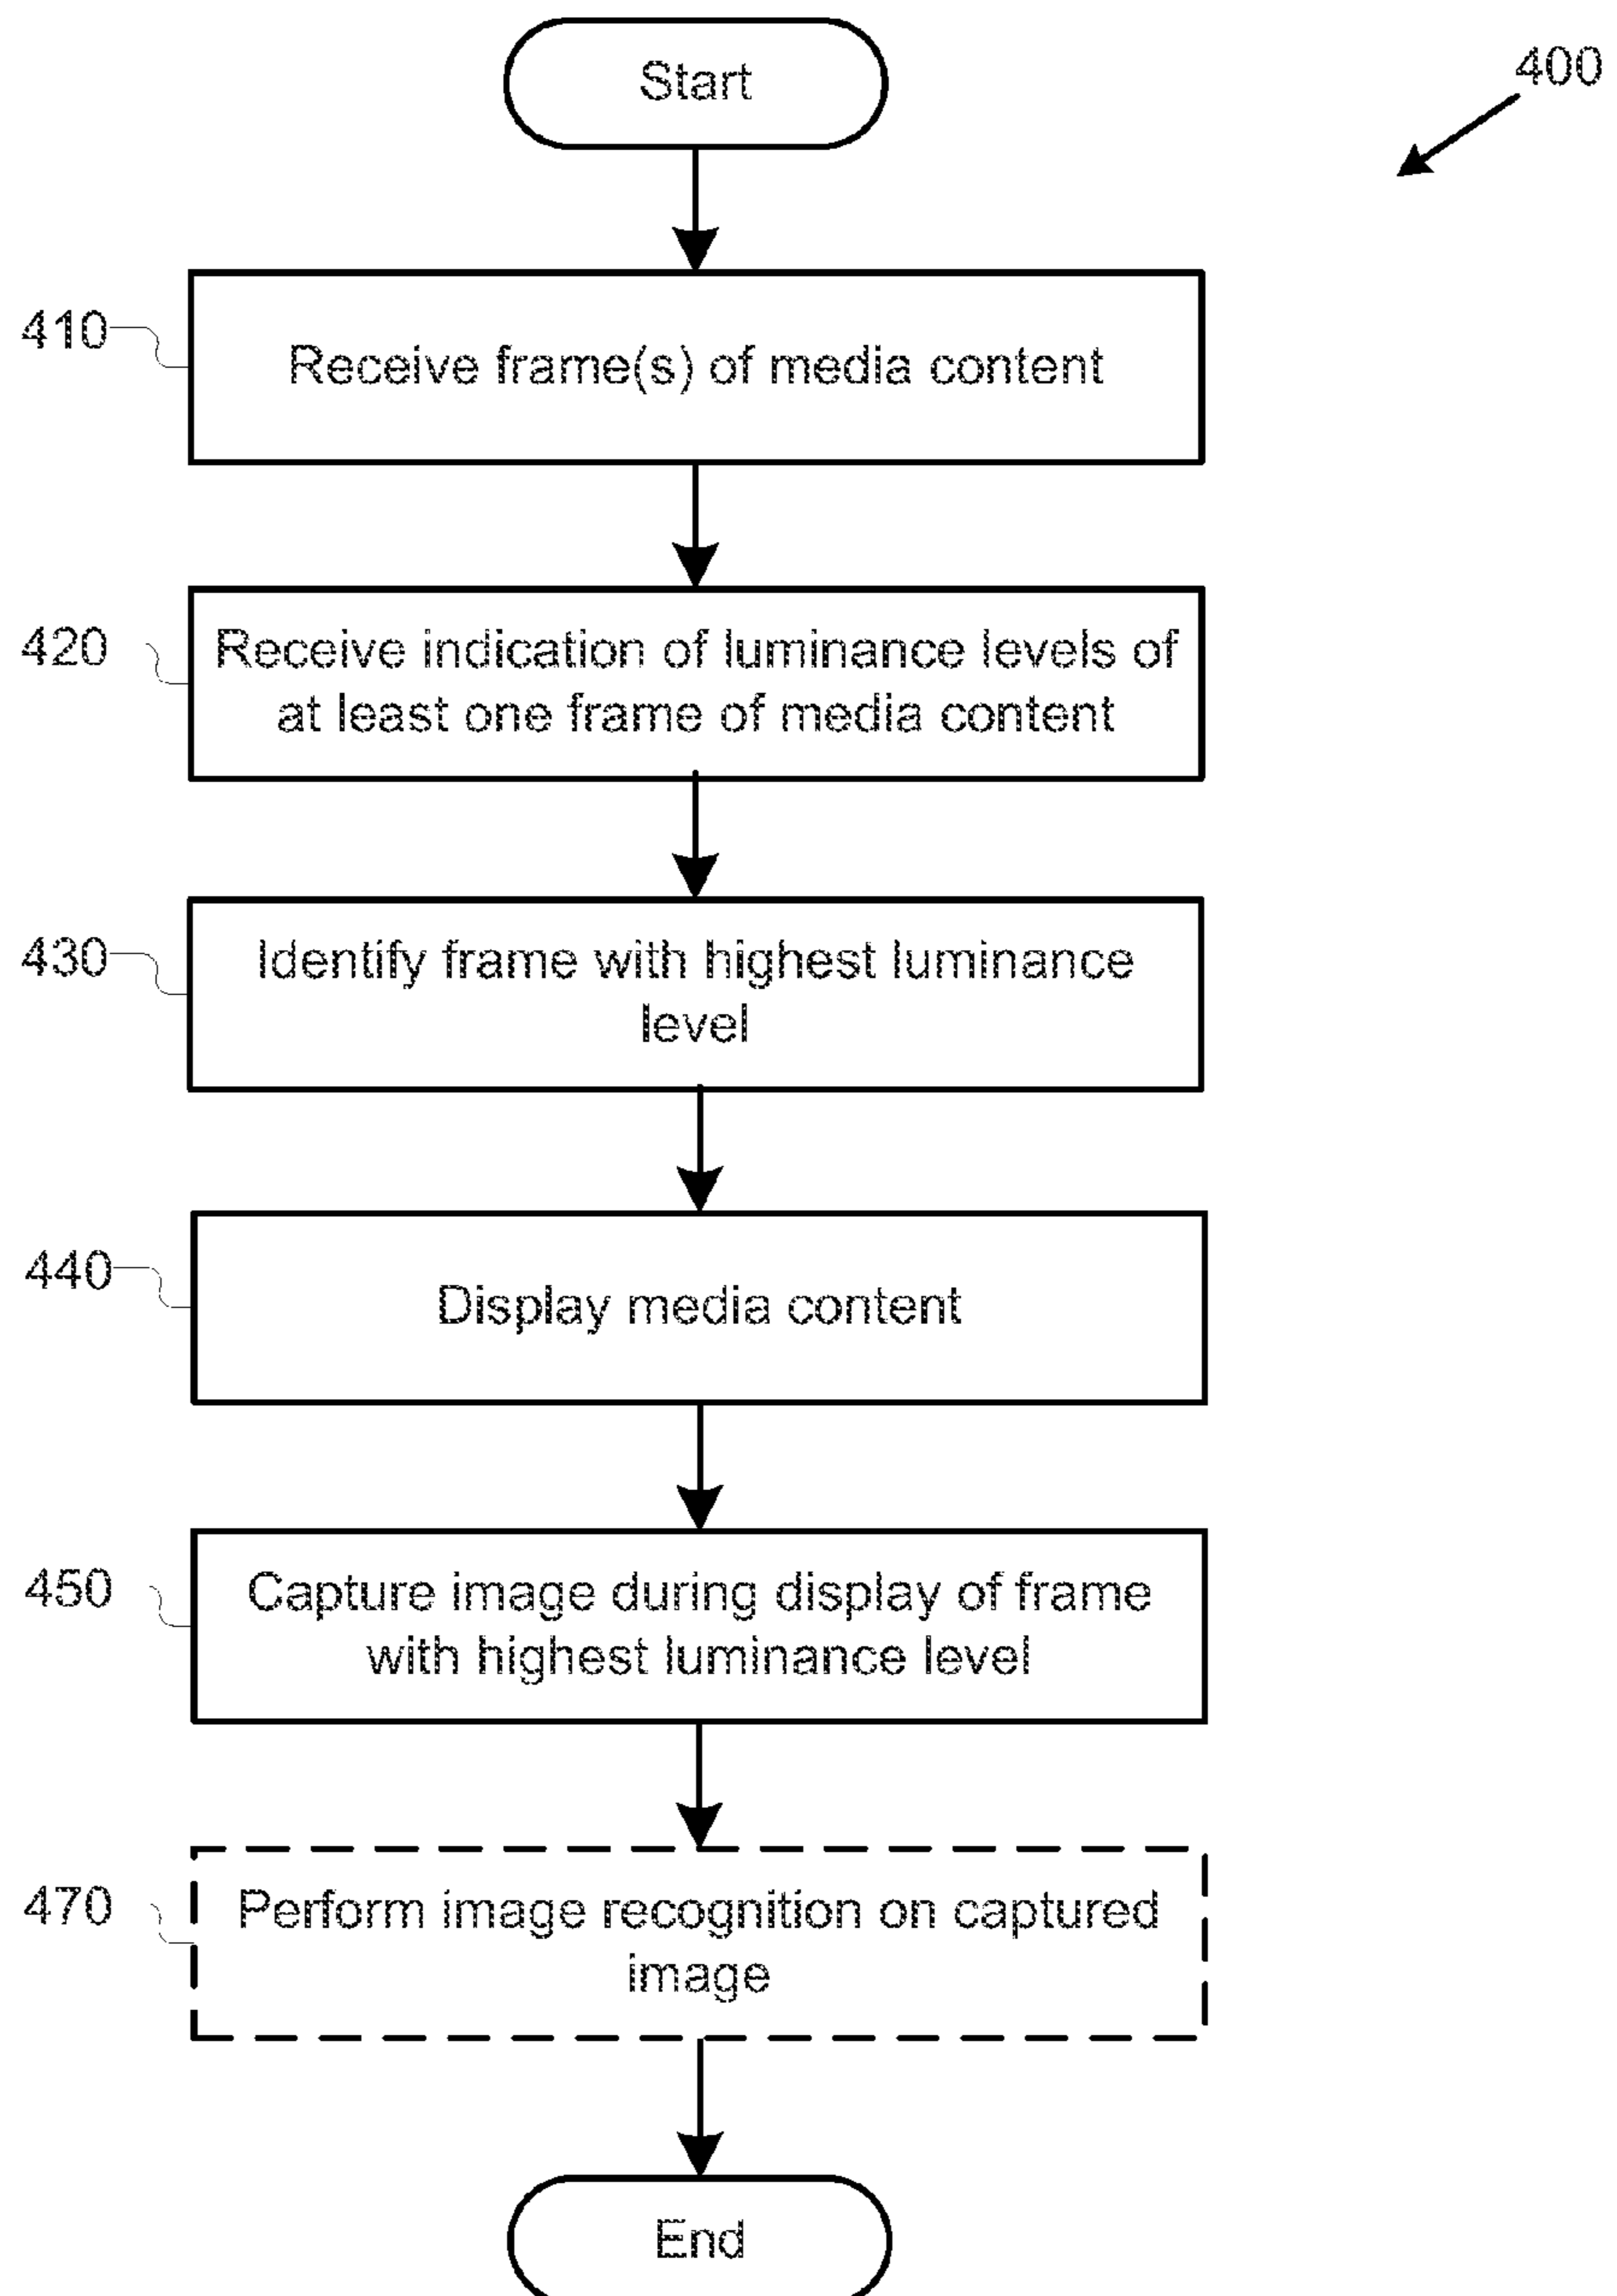 Start
400
410
Receive frame(s) of media content
420
Receive indication of luminance levels of
at least one frame of media content
430
Identify frame with highest luminance
level
440
Display media content
450
Capture image during display of frame
with highest luminance level
470
Perform image recognition on captured
image
End